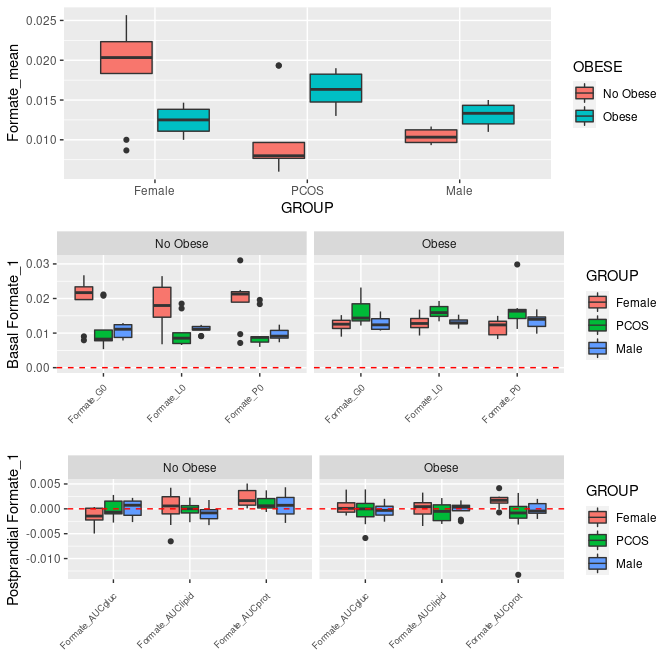 Formate_mean
0.025
0.020
0.015
0.010
Female
PCOS
Male
GROUP
OBESE
No Obese
Obese
Basal Formate_1
No Obese
Obese
0.03
0.02
0.01
0.00
Formate_G0
Formate_L0
Formate_P0
Formate_G0
Formate_L0
Formate_P0
GROUP
Female
PCOS
Male
Postprandial Formate_1
No Obese
Obese
0.005
0.000
-0.005
-0.010
Formate_AUCgluc
Formate_AUClipid
Formate_AUCprot
Formate_AUCgluc
Formate_AUClipid
Formate_AUCprot
GROUP
Female
PCOS
Male